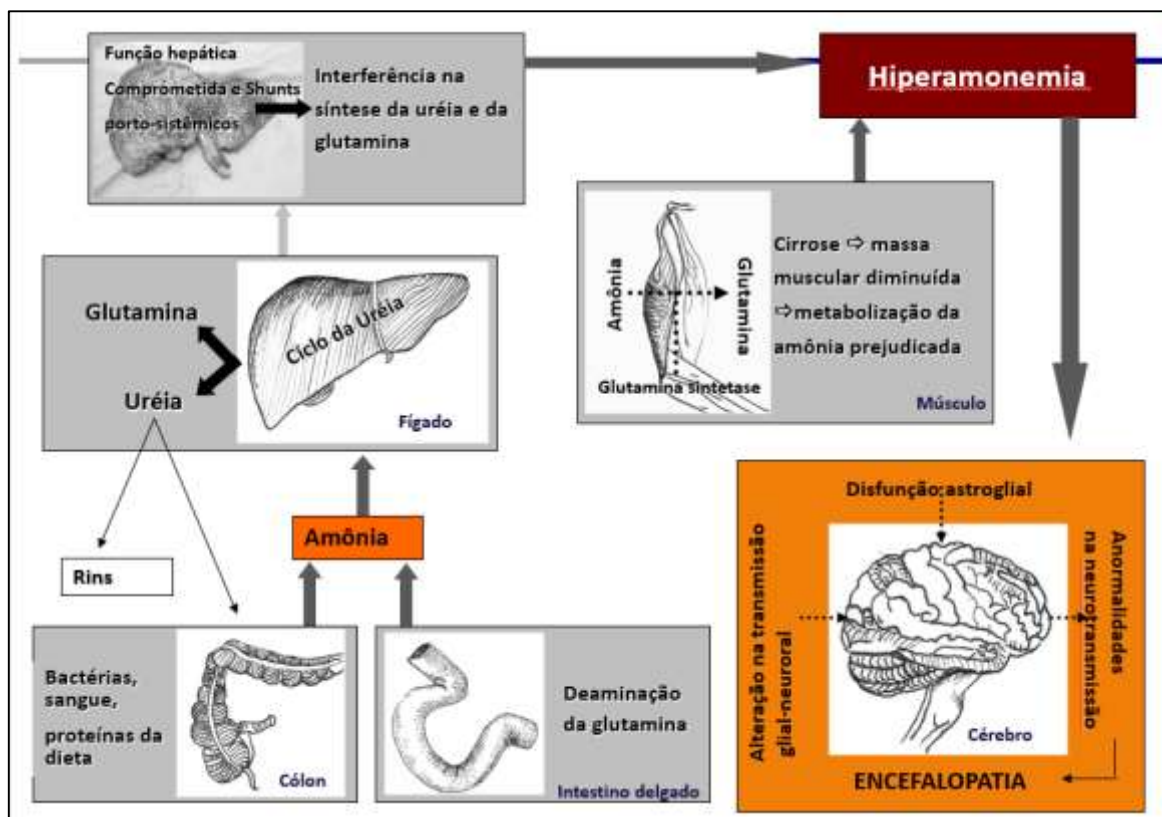 Função hepática
Comprometida e Shunts
porto-sistêmicos
Interferência na
síntese da uréia e da
glutamina
Hiperamonemia
Amônia
Glutamina
Glutamina sintetase
Cirrose ⇨ massa
muscular diminuída
⇨metabolização da
amônia prejudicada
Músculo
Glutamina
Uréia
Ciclo da Uréia
Fígado
Amônia
Rins
Bactérias,
sangue,
proteínas da
dieta
Cólon
Deaminação
da glutamina
Intestino delgado
Disfunção astroglial
Alteração na transmissão
glial-neuroral
Anormalidades
na neurotransmissão
Cérebro
ENCEFALOPATIA